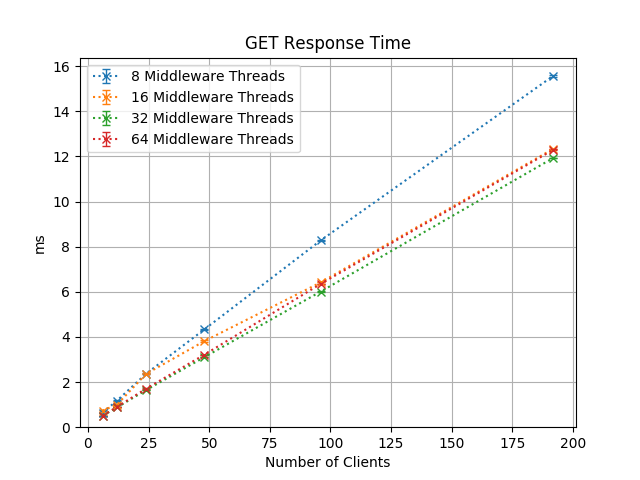 GET Response Time
16
14
12
10
8
6
4
2
0
ms
8 Middleware Threads
16 Middleware Threads
32 Middleware Threads
64 Middleware Threads
0 25 50 75 100 125 150 175 200
Number of Clients